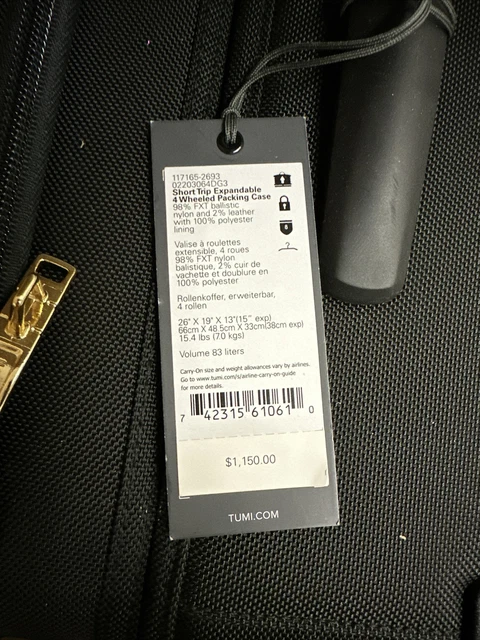 117165-2693
02203064DG3
Short Trip Expandable
4 Wheeled Packing Case
98% FXT ballistic
nylon and 2% leather
with 100% polyester
lining
Valise à roulettes
extensible, 4 roues
98% FXT nylon
balistique, 2% cuir de
vachette et doublure en
100% polyester
Rollenkoffer, erweiterbar,
4 rollen
26" X 19" X 13"(15" exp)
66cm X 48.5cm X 33cm(38cm exp)
15.4 lbs (7.0 kgs)
Volume 83 liters
Carry-On size and weight allowances vary by airlines.
Go to www.tumi.com/s/airline-carry-on-guide
for more details.
7 42315 61061 0
$1,150.00
TUMI.COM